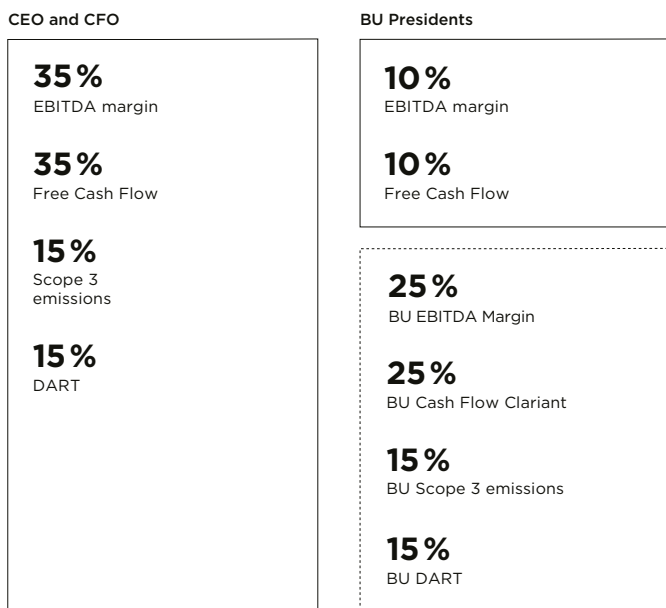 CEO and CFO
35 %
EBITDA margin
35 %
Free Cash Flow
15 %
Scope 3
emissions
15 %
DART
BU Presidents
10 %
EBITDA margin
10 %
Free Cash Flow
25 %
BU EBITDA Margin
25 %
BU Cash Flow Clariant
15 %
BU Scope 3 emissions
15 %
BU DART